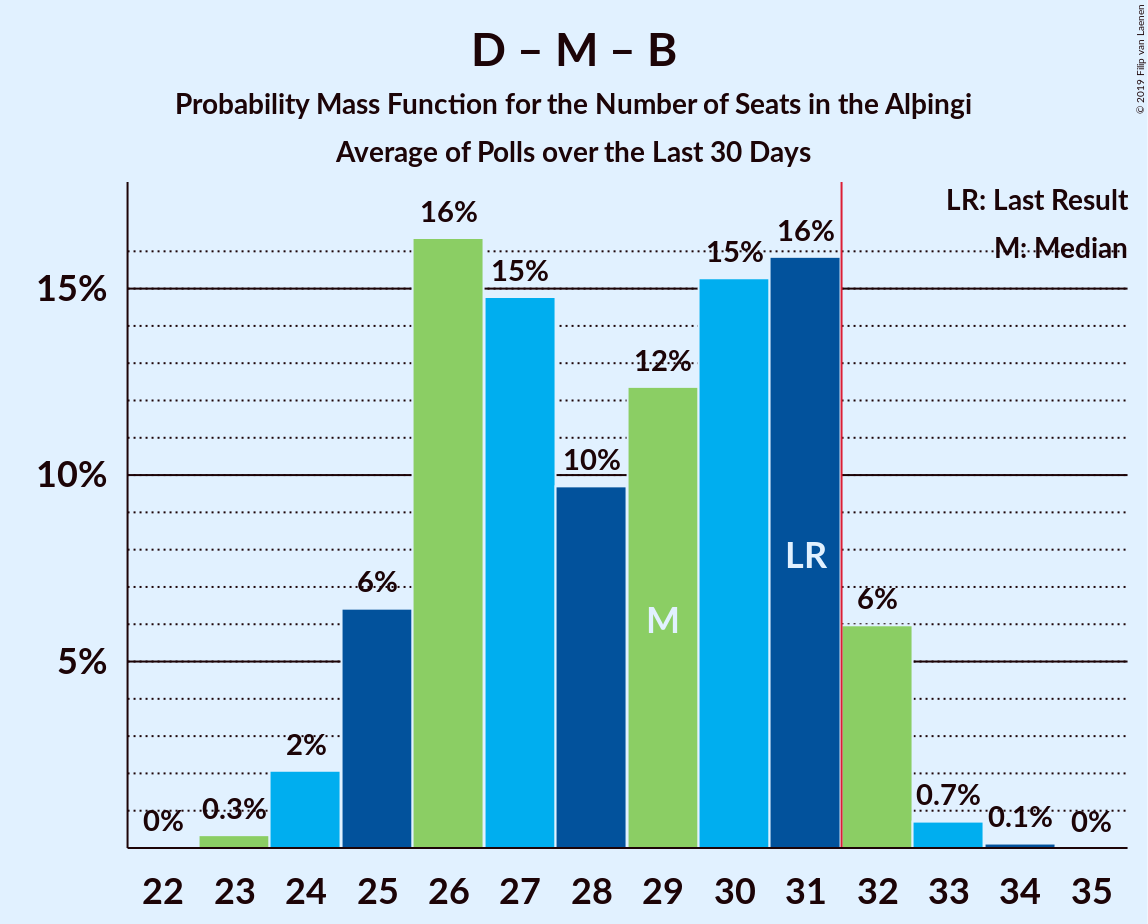 D – M – B
Probability Mass Function for the Number of Seats in the Alþingi
Average of Polls over the Last 30 Days
© 2019 Filip van Laenen
LR: Last Result
M: Median
15%
10%
5%
0%
0.3%
2%
6%
16%
15%
10%
12%
15%
16%
6%
0.7%
0.1%
0%
M
LR
22 23 24 25 26 27 28 29 30 31 32 33 34 35